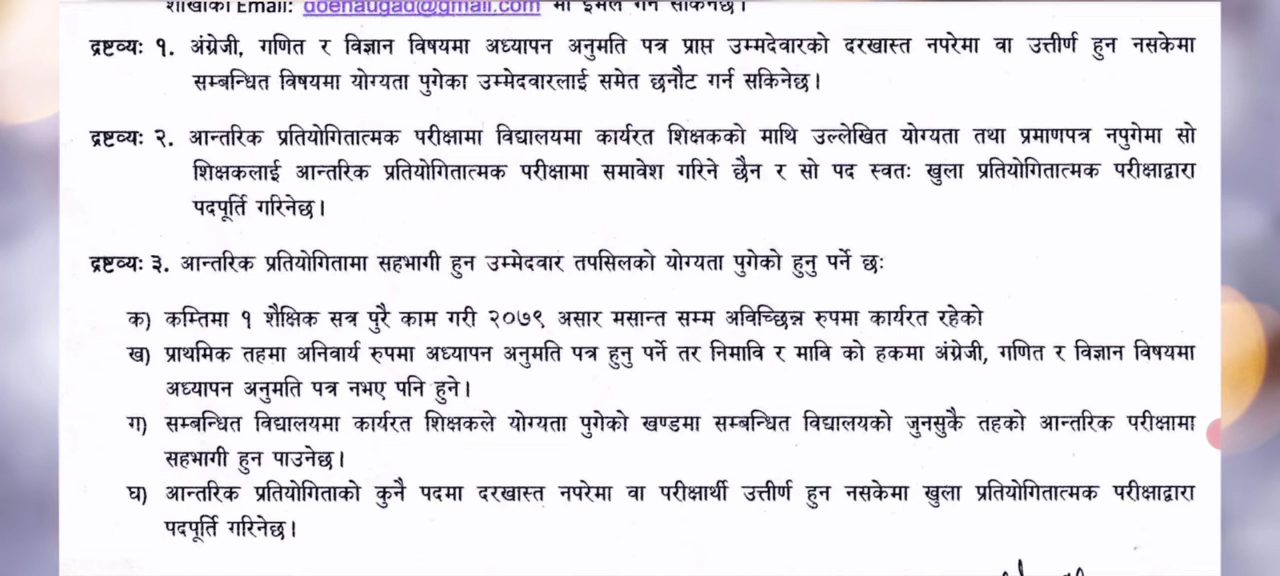 शाखाको Email: doenaugad@gmail.com मा इमेल गर्न सकिनेछ।
द्रष्टव्यः १. अंग्रेजी, गणित र विज्ञान विषयमा अध्यापन अनुमति पत्र प्राप्त उम्मदेवारको दरखास्त नपरेमा वा उत्तीर्ण हुन नसकेमा
सम्बन्धित विषयमा योग्यता पुगेका उम्मेदवारलाई समेत छनौट गर्न सकिनेछ।
द्रष्टव्यः २. आन्तरिक प्रतियोगितात्मक परीक्षामा विद्यालयमा कार्यरत शिक्षकको माथि उल्लेखित योग्यता तथा प्रमाणपत्र नपुगेमा सो
शिक्षकलाई आन्तरिक प्रतियोगितात्मक परीक्षामा समावेश गरिने छैन र सो पद स्वतः खुला प्रतियोगितात्मक परीक्षाद्वारा
पदपूर्ति गरिनेछ।
द्रष्टव्यः ३. आन्तरिक प्रतियोगितामा सहभागी हुन उम्मेदवार तपसिलको योग्यता पुगेको हुनु पर्ने छः
क) कम्तिमा १ शैक्षिक सत्र पुरै काम गरी २०७९ असार मसान्त सम्म अविच्छिन्न रुपमा कार्यरत रहेको
ख) प्राथमिक तहमा अनिवार्य रुपमा अध्यापन अनुमति पत्र हुनु पर्ने तर निमावि र मावि को हकमा अंग्रेजी, गणित र विज्ञान विषयमा
अध्यापन अनुमति पत्र नभए पनि हुने।
ग) सम्बन्धित विद्यालयमा कार्यरत शिक्षकले योग्यता पुगेको खण्डमा सम्बन्धित विद्यालयको जुनसुकै तहको आन्तरिक परीक्षामा
सहभागी हुन पाउनेछ।
घ) आन्तरिक प्रतियोगिताको कुनै पदमा दरखास्त नपरेमा वा परीक्षार्थी उत्तीर्ण हुन नसकेमा खुला प्रतियोगितात्मक परीक्षाद्वारा
पदपूर्ति गरिनेछ।